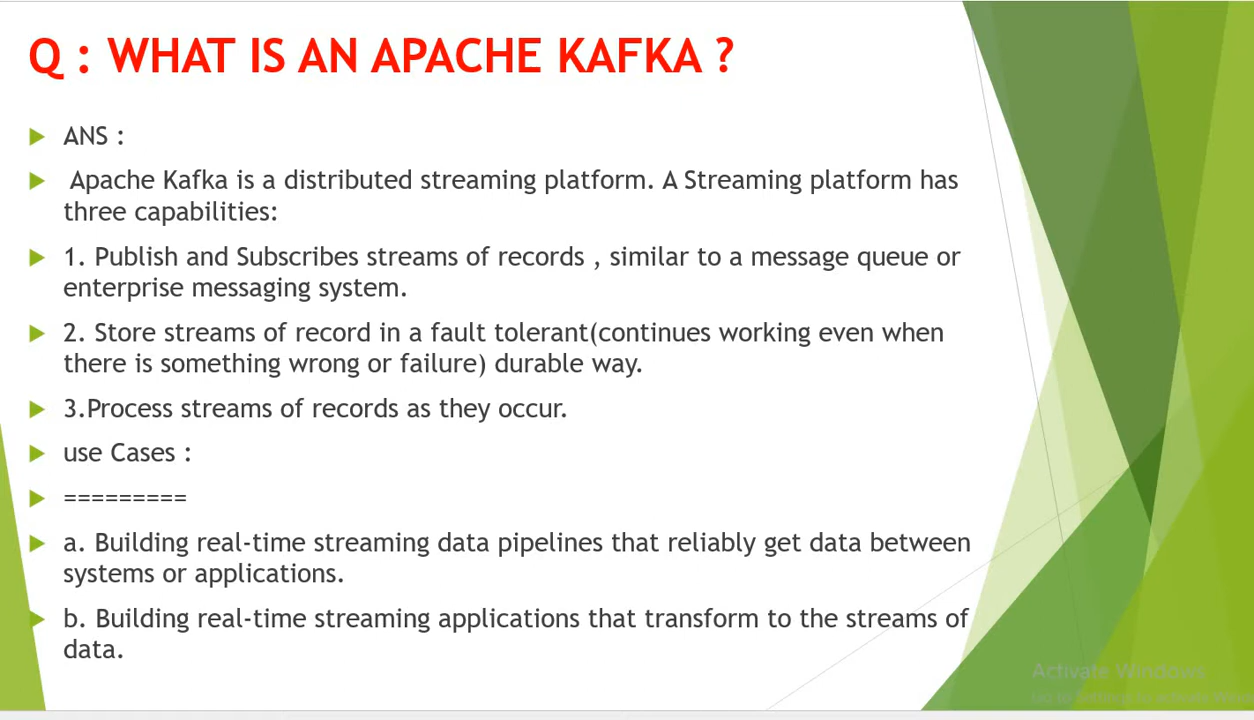 Q : WHAT IS AN APACHE KAFKA ?
ANS :
Apache Kafka is a distributed streaming platform. A Streaming platform has
three capabilities:
1. Publish and Subscribes streams of records , similar to a message queue or
enterprise messaging system.
2. Store streams of record in a fault tolerant(continues working even when
there is something wrong or failure) durable way.
3.Process streams of records as they occur.
use Cases :
=========
a. Building real-time streaming data pipelines that reliably get data between
systems or applications.
b. Building real-time streaming applications that transform to the streams of
data.
Activate Windows